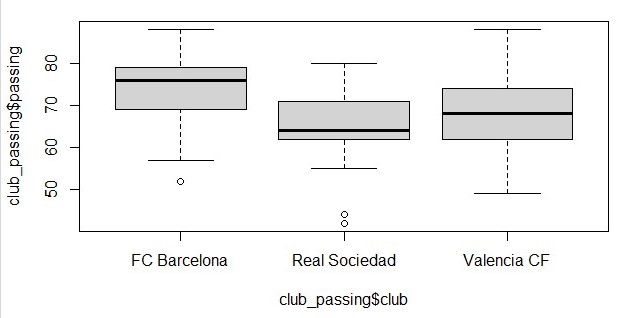 club_passing$passing
80
70
60
50
FC Barcelona
Real Sociedad
Valencia CF
club_passing$club